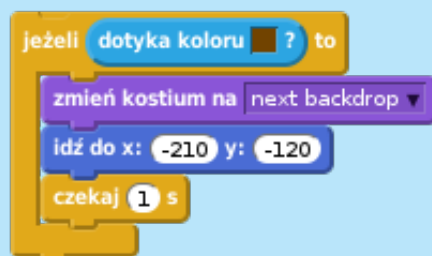 jeżeli dotyka koloru ? to
zmień kostium na next backdrop
idź do x: -210 y: -120
czekaj 1 s